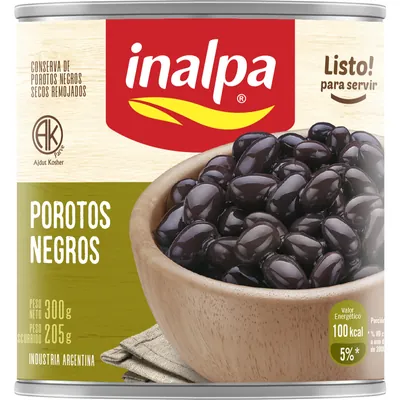 CONSERVA DE
POROTOS NEGROS
SECOS REMOJADOS
inalpa
®
Listo!
para servir
AK
Ajdut Kosher
POROTOS
NEGROS
PESO
NETO 300g
PESO
205g
INDUSTRIA ARGENTINA
Valor
Energético
100 kcal
5%*